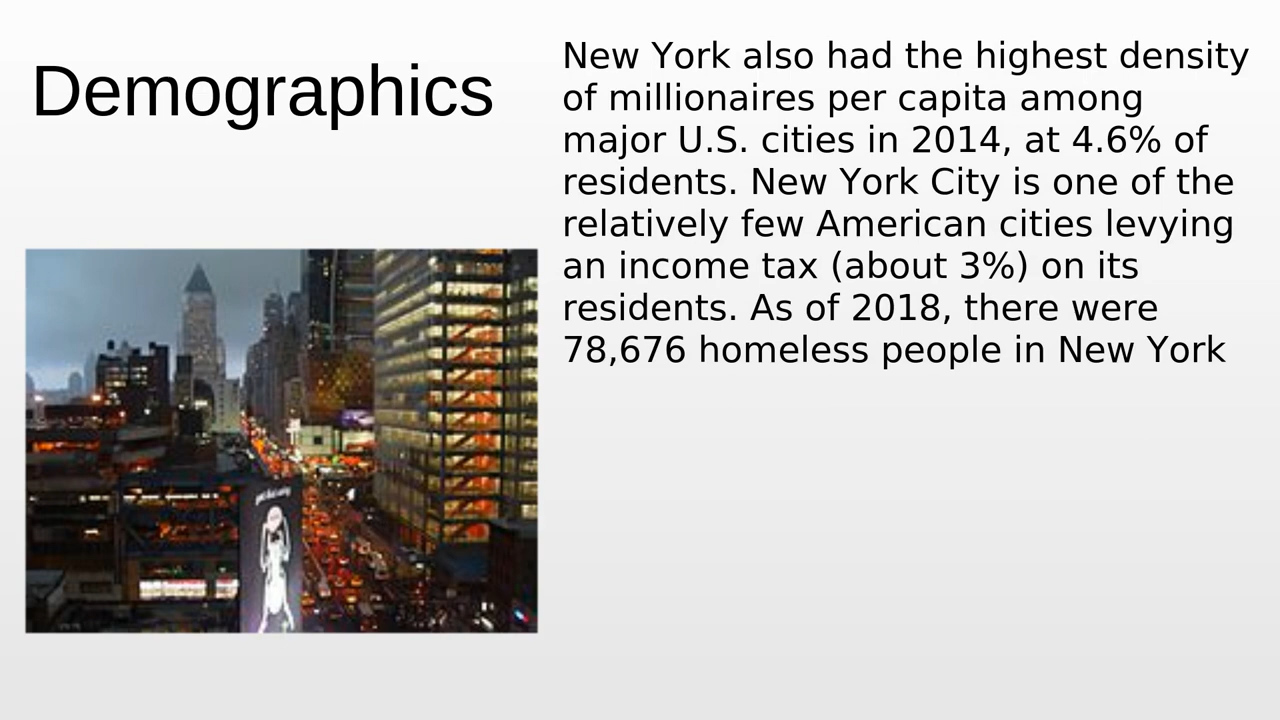 Demographics
New York also had the highest density
of millionaires per capita among
major U.S. cities in 2014, at 4.6% of
residents. New York City is one of the
relatively few American cities levying
an income tax (about 3%) on its
residents. As of 2018, there were
78,676 homeless people in New York